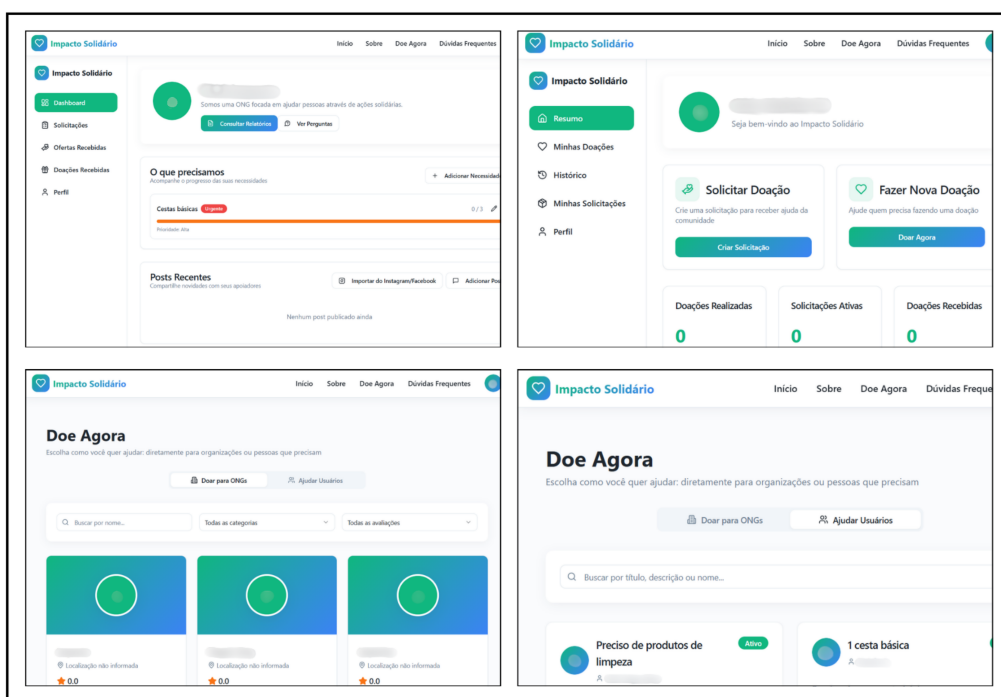 Impacto Solidário
Início Sobre Doe Agora Dúvidas Frequentes
Impacto Solidário
Dashboard
Solicitações
Ofertas Recebidas
Doações Recebidas
Perfil
Somos uma ONG focada em ajudar pessoas através de ações solidárias.
Consultar Relatórios Ver Perguntas
O que precisamos
Acompanhe o progresso das suas necessidades
+ Adicionar Necessidad
Cestas básicas Urgente 0 / 3
Prioridade: Alta
Posts Recentes
Compartilhe novidades com seus apoiadores
Importar do Instagram/Facebook Adicionar Pos
Nenhum post publicado ainda
Impacto Solidário
Início Sobre Doe Agora Dúvidas Frequentes
Impacto Solidário
Resumo
Minhas Doações
Histórico
Minhas Solicitações
Perfil
Seja bem-vindo ao Impacto Solidário
Solicitar Doação
Crie uma solicitação para receber ajuda da
comunidade
Criar Solicitação
Fazer Nova Doação
Ajude quem precisa fazendo uma doação
Doar Agora
Doações Realizadas
0
Solicitações Ativas
0
Doações Recebidas
0
Impacto Solidário
Início Sobre Doe Agora Dúvidas Frequentes
Doe Agora
Escolha como você quer ajudar: diretamente para organizações ou pessoas que precisam
Doar para ONGs Ajudar Usuários
Buscar por nome... Todas as categorias Todas as avaliações
Localização não informada
0.0
Localização não informada
0.0
Localização não informada
0.0
Impacto Solidário
Início Sobre Doe Agora Dúvidas Freque
Doe Agora
Escolha como você quer ajudar: diretamente para organizações ou pessoas que precisam
Doar para ONGs Ajudar Usuários
Buscar por título, descrição ou nome...
Preciso de produtos de
limpeza
Ativo
1 cesta básica